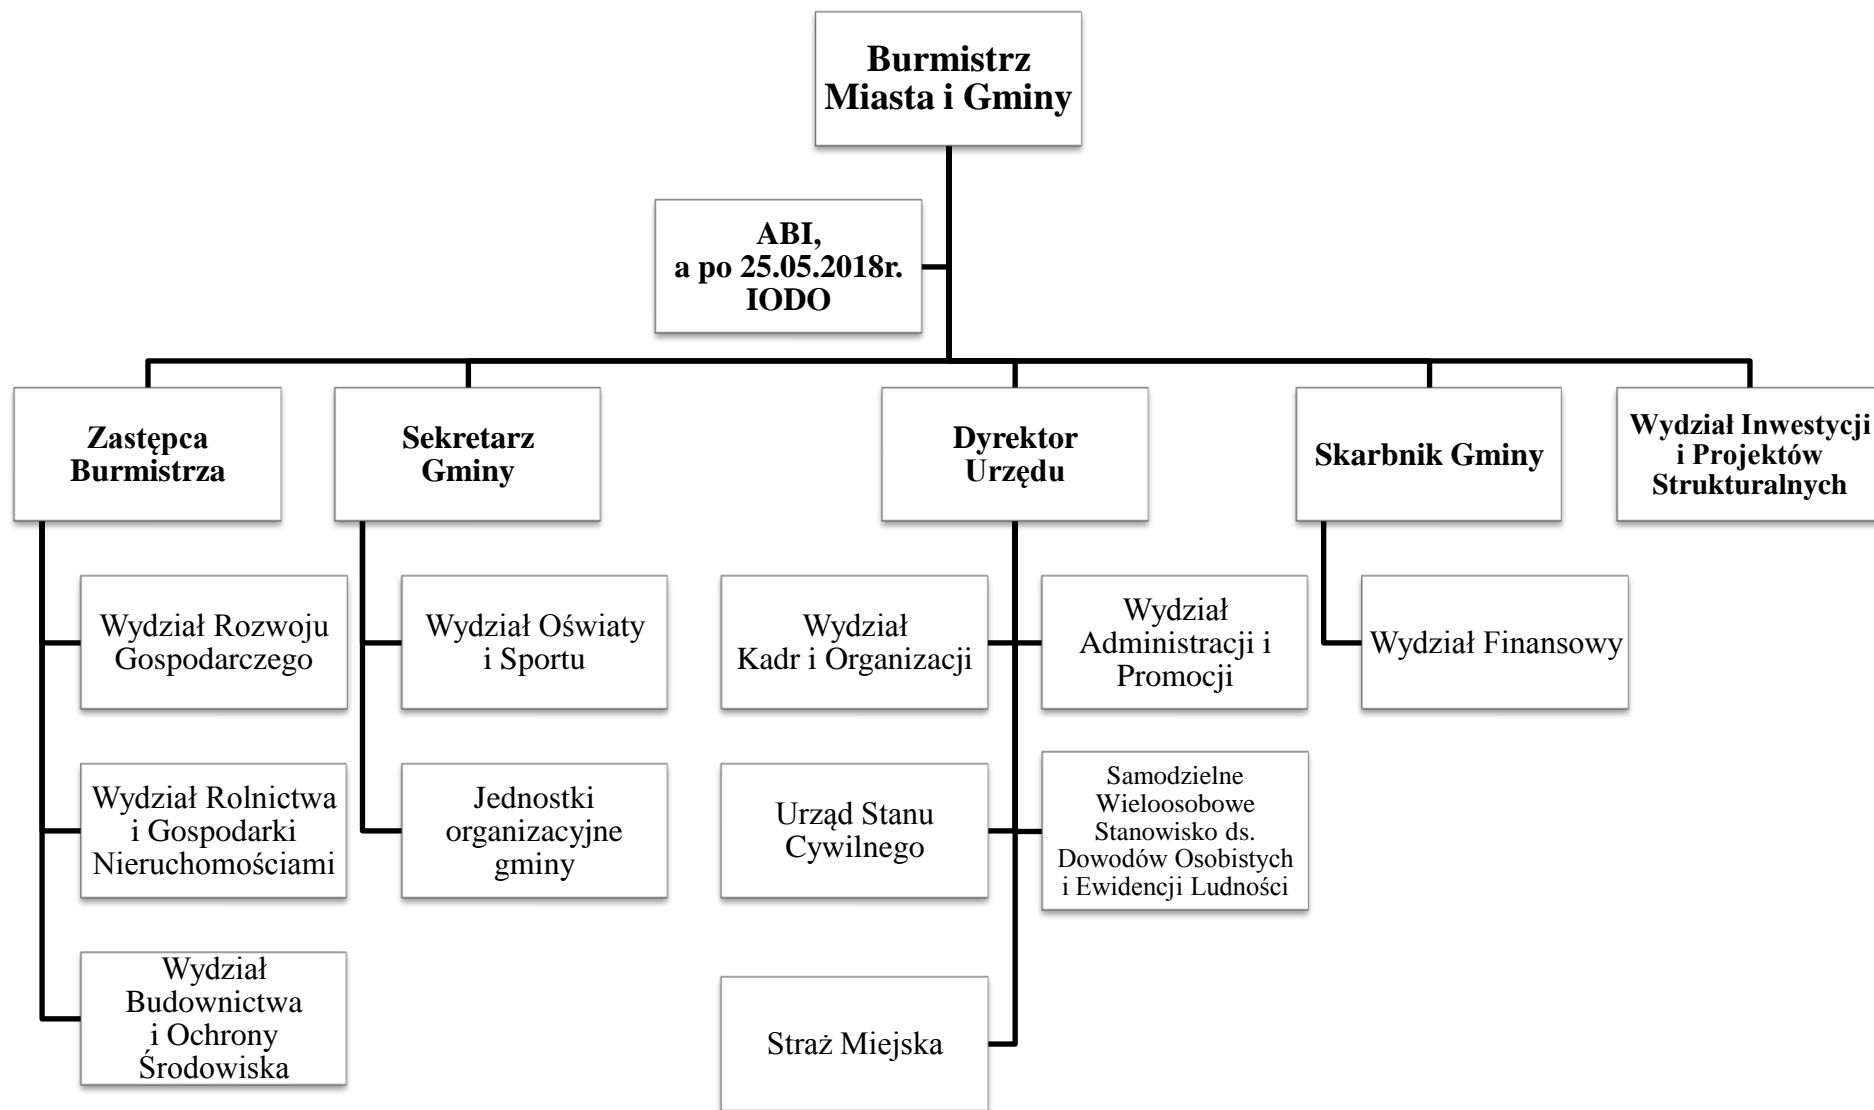 Burmistrz
Miasta i Gminy
ABI,
a po 25.05.2018r.
IODO
Zastępca
Burmistrza
Sekretarz
Gminy
Dyrektor
Urzędu
Skarbnik Gminy
Wydział Inwestycji
i Projektów
Strukturalnych
Wydział Rozwoju
Gospodarczego
Wydział Oświaty
i Sportu
Wydział
Kadr i Organizacji
Wydział
Administracji i
Promocji
Wydział Finansowy
Wydział Rolnictwa
i Gospodarki
Nieruchomościami
Jednostki
organizacyjne
gminy
Urząd Stanu
Cywilnego
Samodzielne
Wieloosobowe
Stanowisko ds.
Dowodów Osobistych
i Ewidencji Ludności
Wydział
Budownictwa
i Ochrony
Środowiska
Straż Miejska